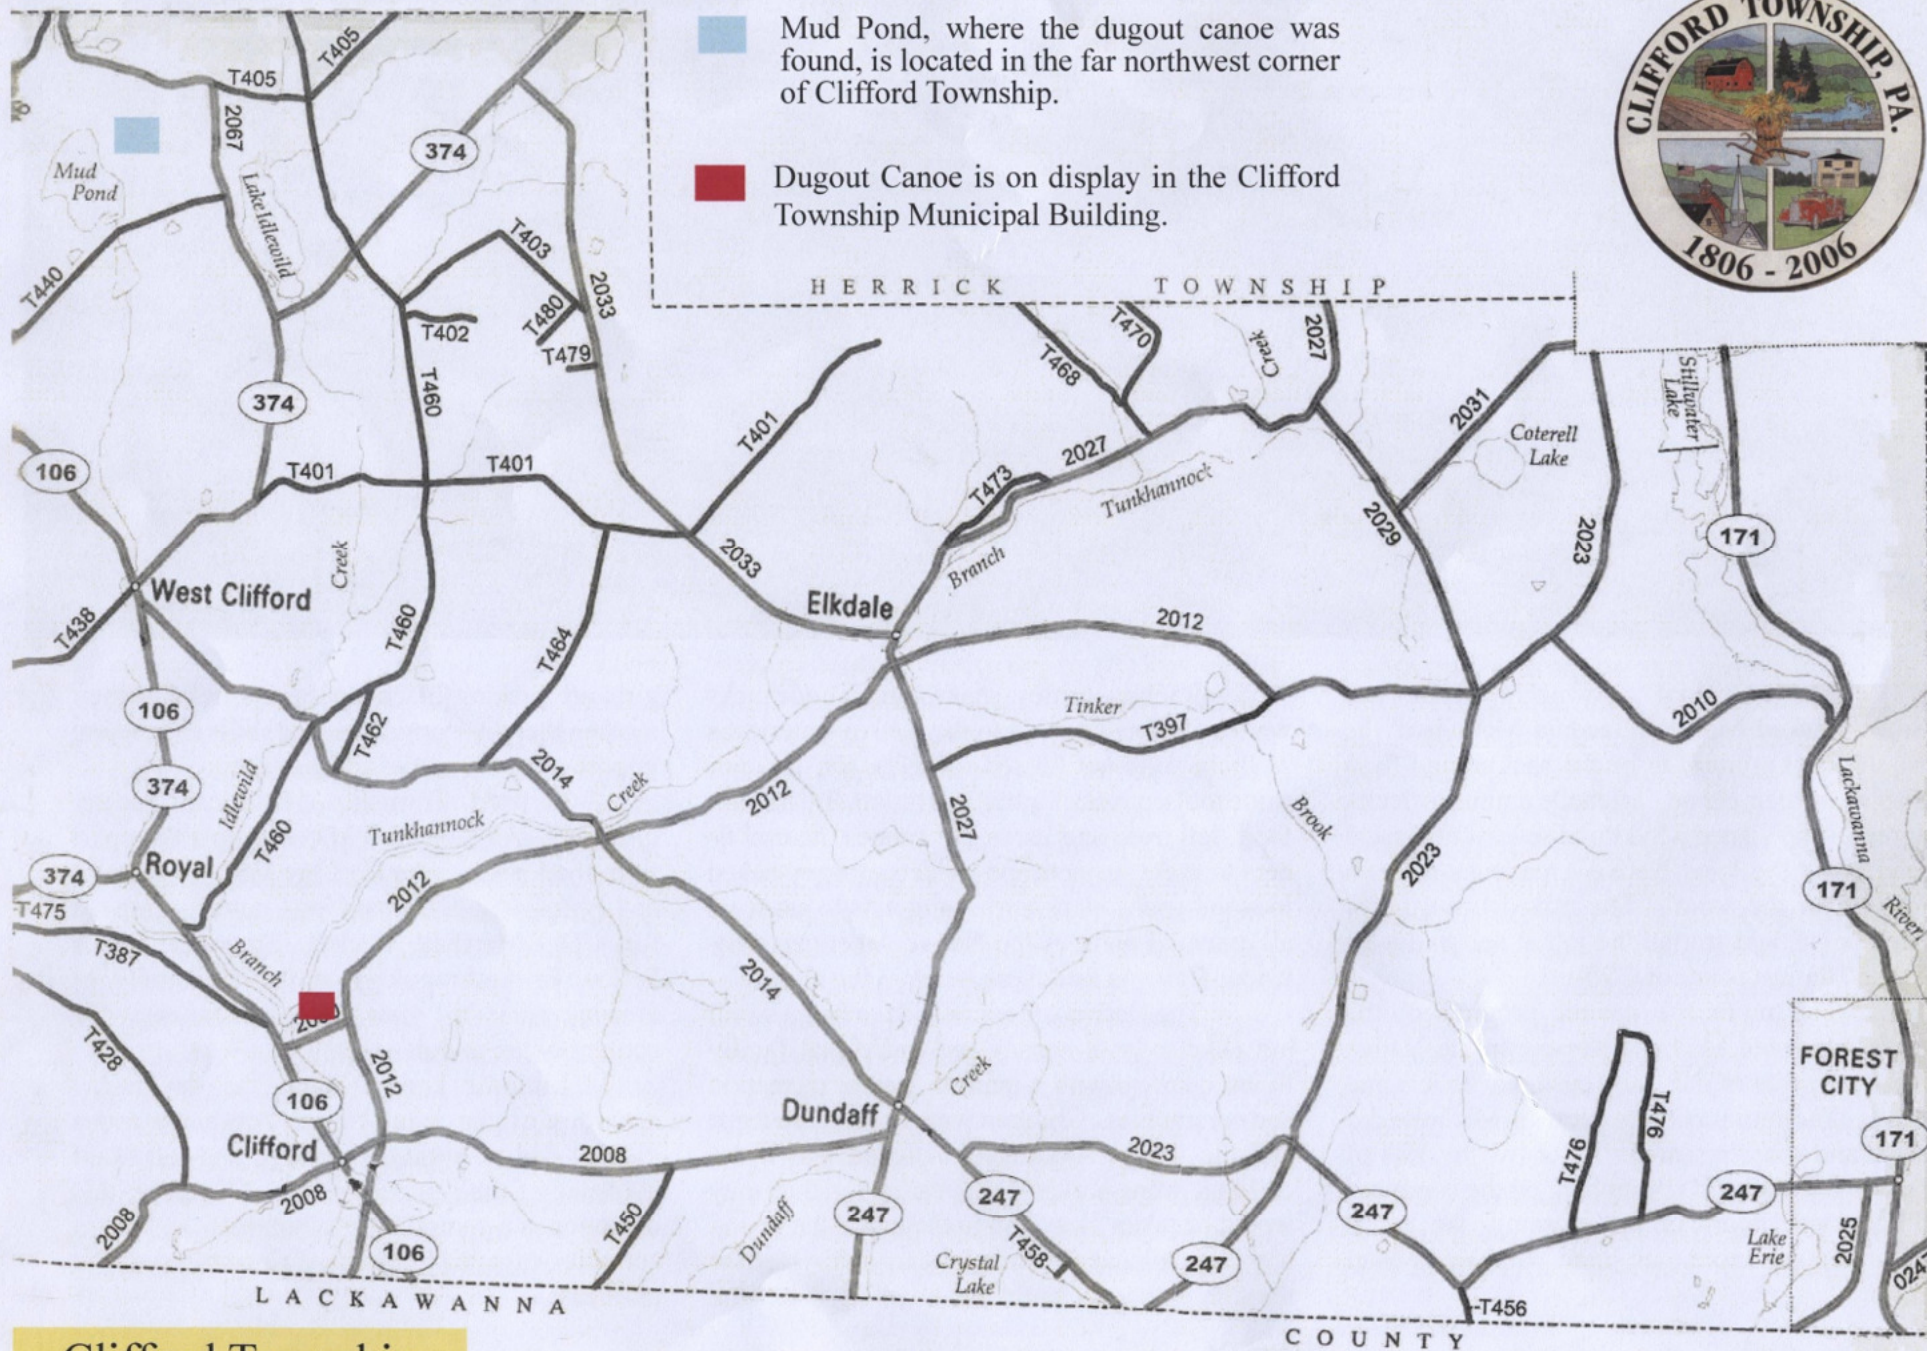 Mud Pond, where the dugout canoe was
found, is located in the far northwest corner
of Clifford Township.
Dugout Canoe is on display in the Clifford
Township Municipal Building.
CLIFFORD TOWNSHIP, PA.
1806 - 2006
HERRICK TOWNSHIP
T405
T405
2067
374
Mud
Pond
Lake Idlewild
T440
T403
T480
2033
T402
T479
T460
374
T468
T470
Creek
2027
2031
Coterell
Lake
Stillwater
Lake
106
T401
T401
T401
T473
2027
Tunkhannock
2029
2023
171
2033
Creek
Branch
West Clifford
Elkdale
T438
T460
T464
2012
106
T462
Tinker
T397
2010
374
Idlewild
T460
2014
Creek
2012
2027
Brook
2023
Lackawanna
Tunkhannock
Royal
374
T475
2012
171
River
T387
Branch
2014
T428
2012
106
Creek
FOREST
CITY
Dundaff
Clifford
2008
2023
T476
T476
171
2008
2008
T450
Dundaff
247
247
T458
Crystal
Lake
247
247
247
Lake
Erie
2025
106
T456
LACKAWANNA
COUNTY
Clifford Township